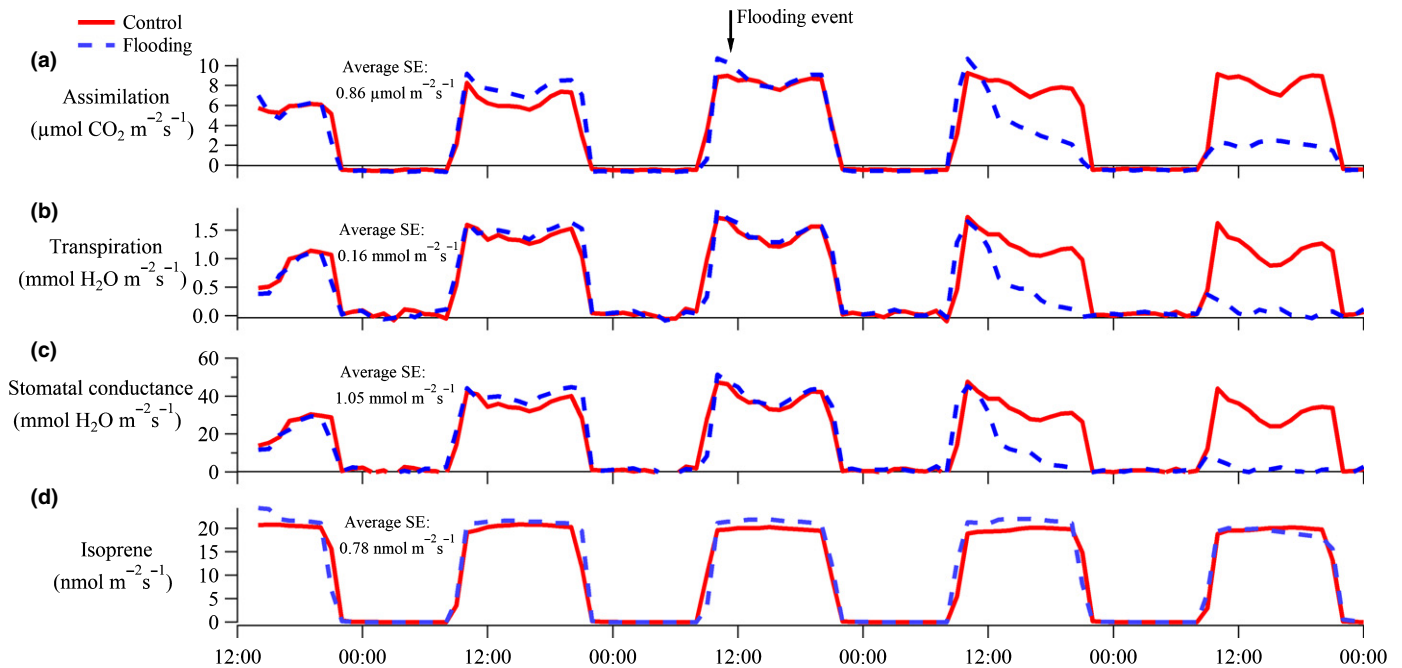 Control
Flooding
Flooding event
(a)
Assimilation
(µmol CO2 m−2s−1)
Average SE:
0.86 µmol m−2s−1
10
8
6
4
2
0
(b)
Transpiration
(mmol H2O m−2s−1)
Average SE:
0.16 mmol m−2s−1
1.5
1.0
0.5
0.0
(c)
Stomatal conductance
(mmol H2O m−2s−1)
Average SE:
1.05 mmol m−2s−1
60
40
20
0
(d)
Isoprene
(nmol m−2s−1)
Average SE:
0.78 nmol m−2s−1
20
15
10
5
0
12:00 00:00 12:00 00:00 12:00 00:00 12:00 00:00 12:00 00:00